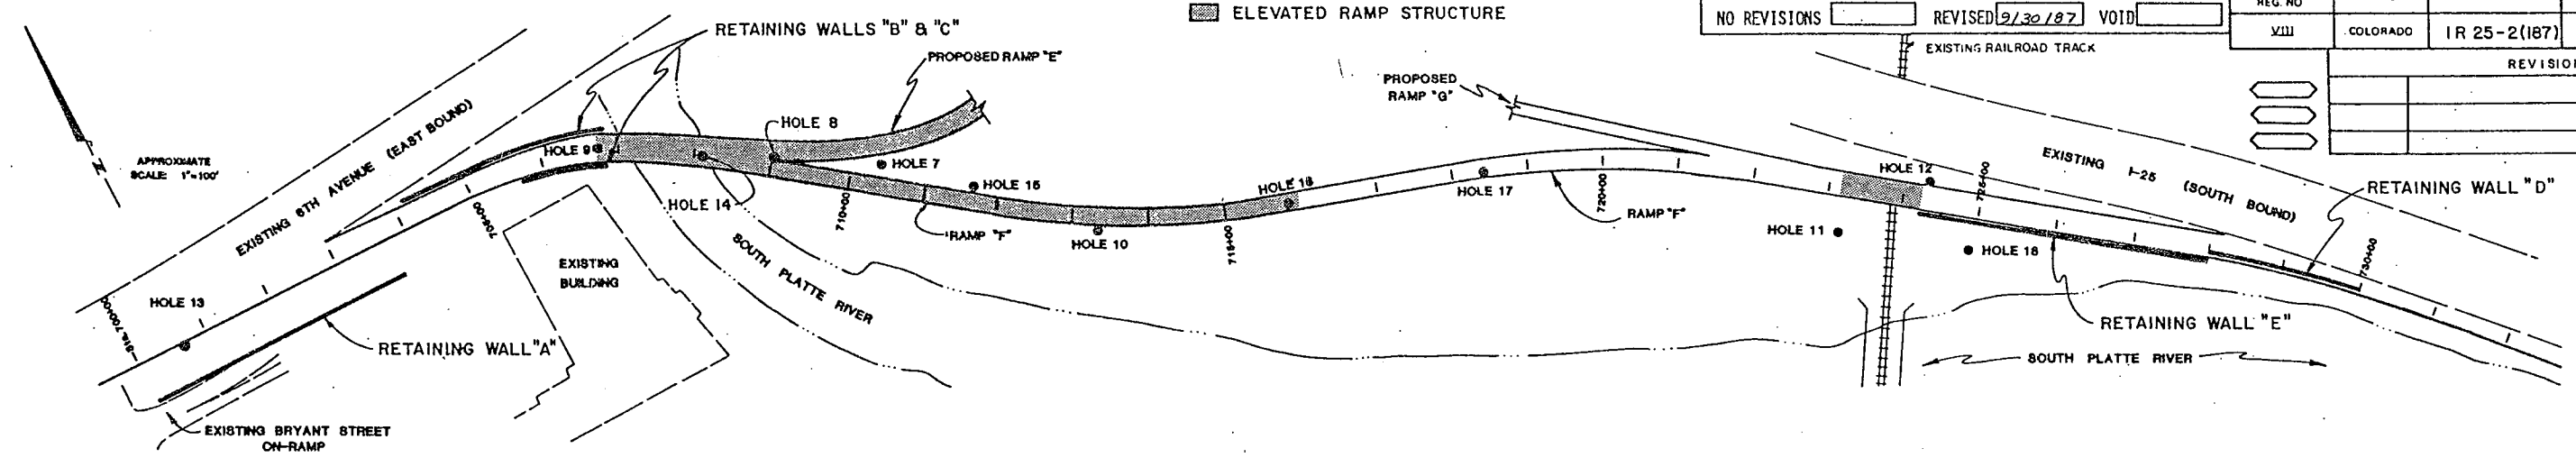 ELEVATED RAMP STRUCTURE
NO REVISIONS
REVISED 9/30/87
VOID
REG. NO
VIII
COLORADO
IR 25-2(187)
REVISION
RETAINING WALLS "B" & "C"
PROPOSED RAMP "E"
EXISTING RAILROAD TRACK
PROPOSED
RAMP "G"
N
APPROXIMATE
SCALE: 1"=100'
EXISTING 6TH AVENUE (EAST BOUND)
HOLE 8
HOLE 9
HOLE 7
HOLE 15
HOLE 14
HOLE 16
HOLE 17
HOLE 12
EXISTING I-25 (SOUTH BOUND)
RETAINING WALL "D"
705+00
710+00
715+00
720+00
725+00
730+00
RAMP "F"
RAMP "F"
HOLE 10
HOLE 11
HOLE 18
SOUTH PLATTE RIVER
EXISTING
BUILDING
HOLE 13
RETAINING WALL "A"
RETAINING WALL "E"
SOUTH PLATTE RIVER
EXISTING BRYANT STREET
ON-RAMP